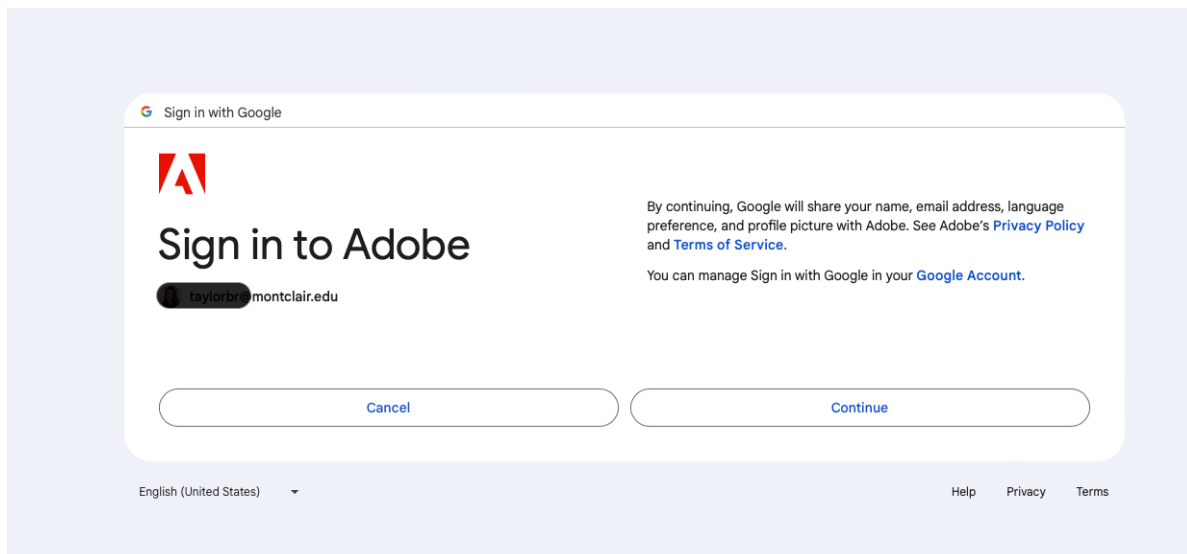 Sign in with Google
Sign in to Adobe
montclair.edu
By continuing, Google will share your name, email address, language
preference, and profile picture with Adobe. See Adobe’s Privacy Policy
and Terms of Service.
You can manage Sign in with Google in your Google Account.
Cancel
Continue
English (United States)
Help Privacy Terms